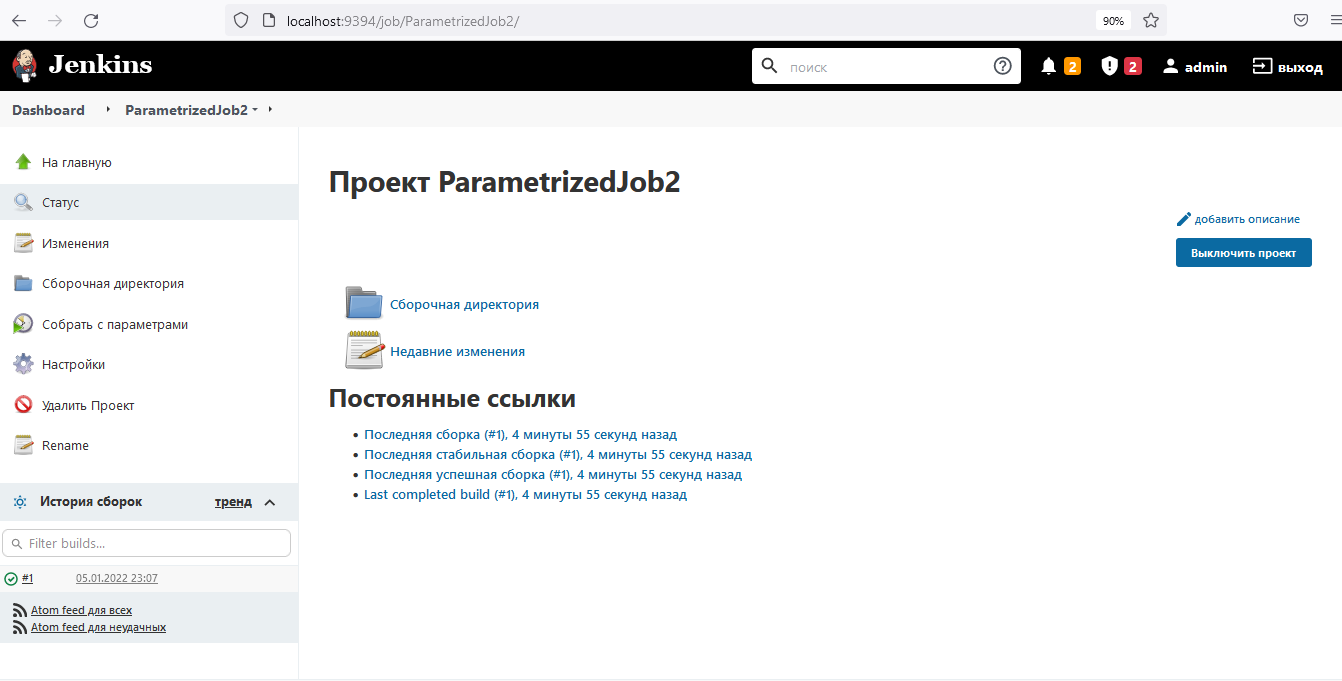 localhost:9394/job/ParametrizedJob2/ 90%
Jenkins поиск 2 2 admin выход
Dashboard ParametrizedJob2
На главную
Статус
Изменения
Сборочная директория
Собрать с параметрами
Настройки
Удалить Проект
Rename
История сборок тренд
Filter builds...
#1 05.01.2022 23:07
Atom feed для всех
Atom feed для неудачных
Проект ParametrizedJob2
добавить описание
Выключить проект
Сборочная директория
Недавние изменения
Постоянные ссылки
Последняя сборка (#1), 4 минуты 55 секунд назад
Последняя стабильная сборка (#1), 4 минуты 55 секунд назад
Последняя успешная сборка (#1), 4 минуты 55 секунд назад
Last completed build (#1), 4 минуты 55 секунд назад